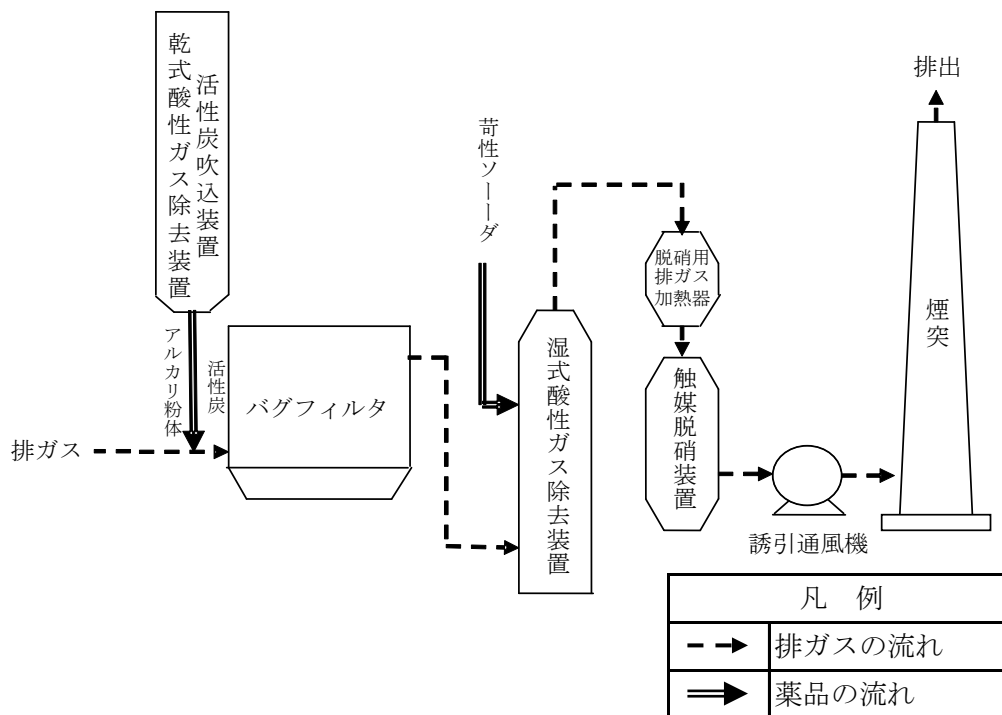 乾式酸性ガス除去装置
活性炭吹込装置
アルカリ粉体
活性炭
排ガス
バグフィルタ
苛性ソーダ
湿式酸性ガス除去装置
脱硝用
排ガス
加熱器
触媒脱硝装置
誘引通風機
煙突
排出
凡 例
排ガスの流れ
薬品の流れ